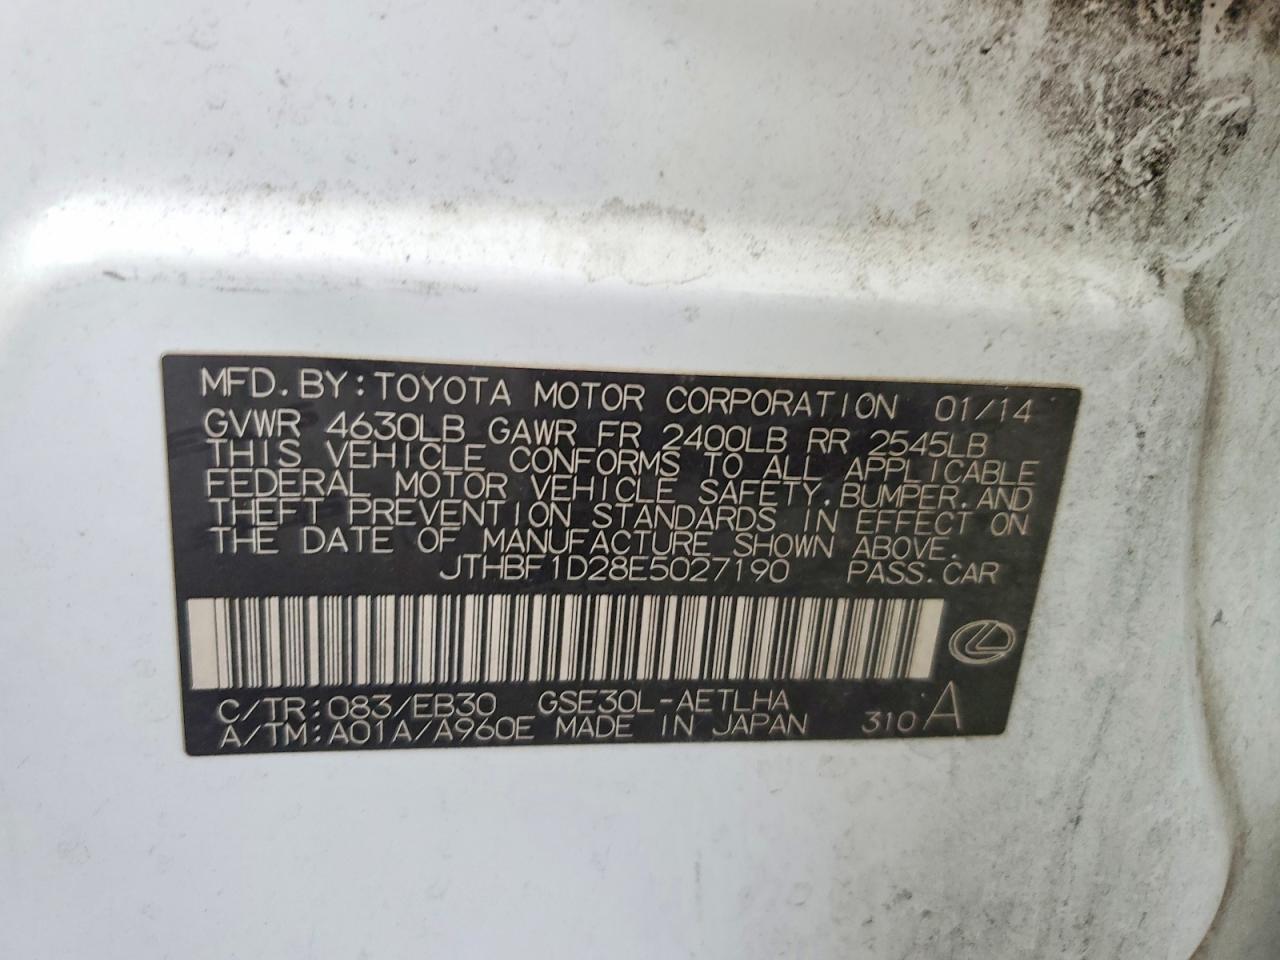 MFD. BY: TOYOTA MOTOR CORPORATION 01/14
GVWR 4630LB GAWR FR 2400LB RR 2545LB
THIS VEHICLE CONFORMS TO ALL APPLICABLE
FEDERAL MOTOR VEHICLE SAFETY, BUMPER, AND
THEFT PREVENTION STANDARDS IN EFFECT ON
THE DATE OF MANUFACTURE SHOWN ABOVE.
JTHBF1D28E5027190 PASS. CAR
C/TR: 083/EB30 GSE30L-AETLHA
A/TM: A01A/A960E MADE IN JAPAN 310 A